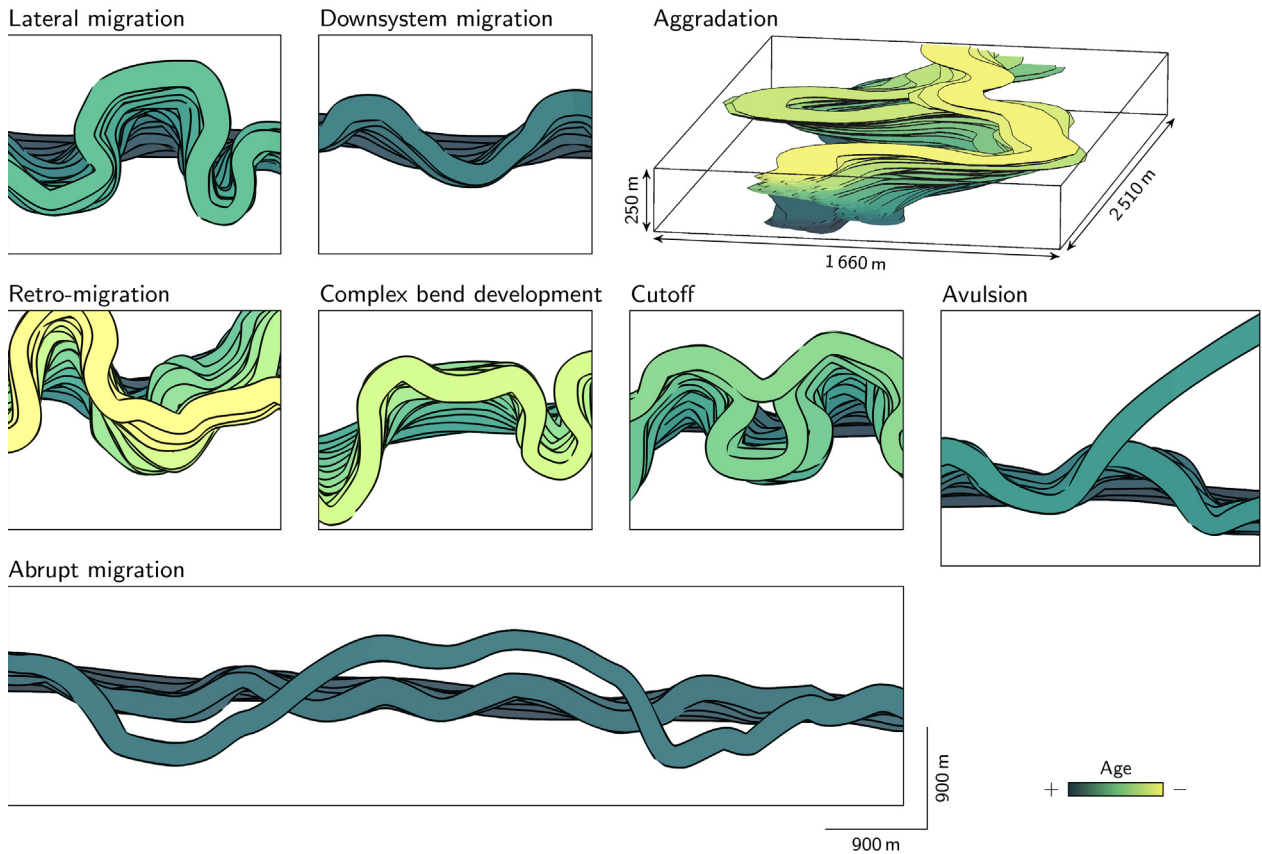 Lateral migration
Downsystem migration
Aggradation
250 m
1 660 m
2 510 m
Retro-migration
Complex bend development
Cutoff
Avulsion
Abrupt migration
900 m
900 m
Age
+ −